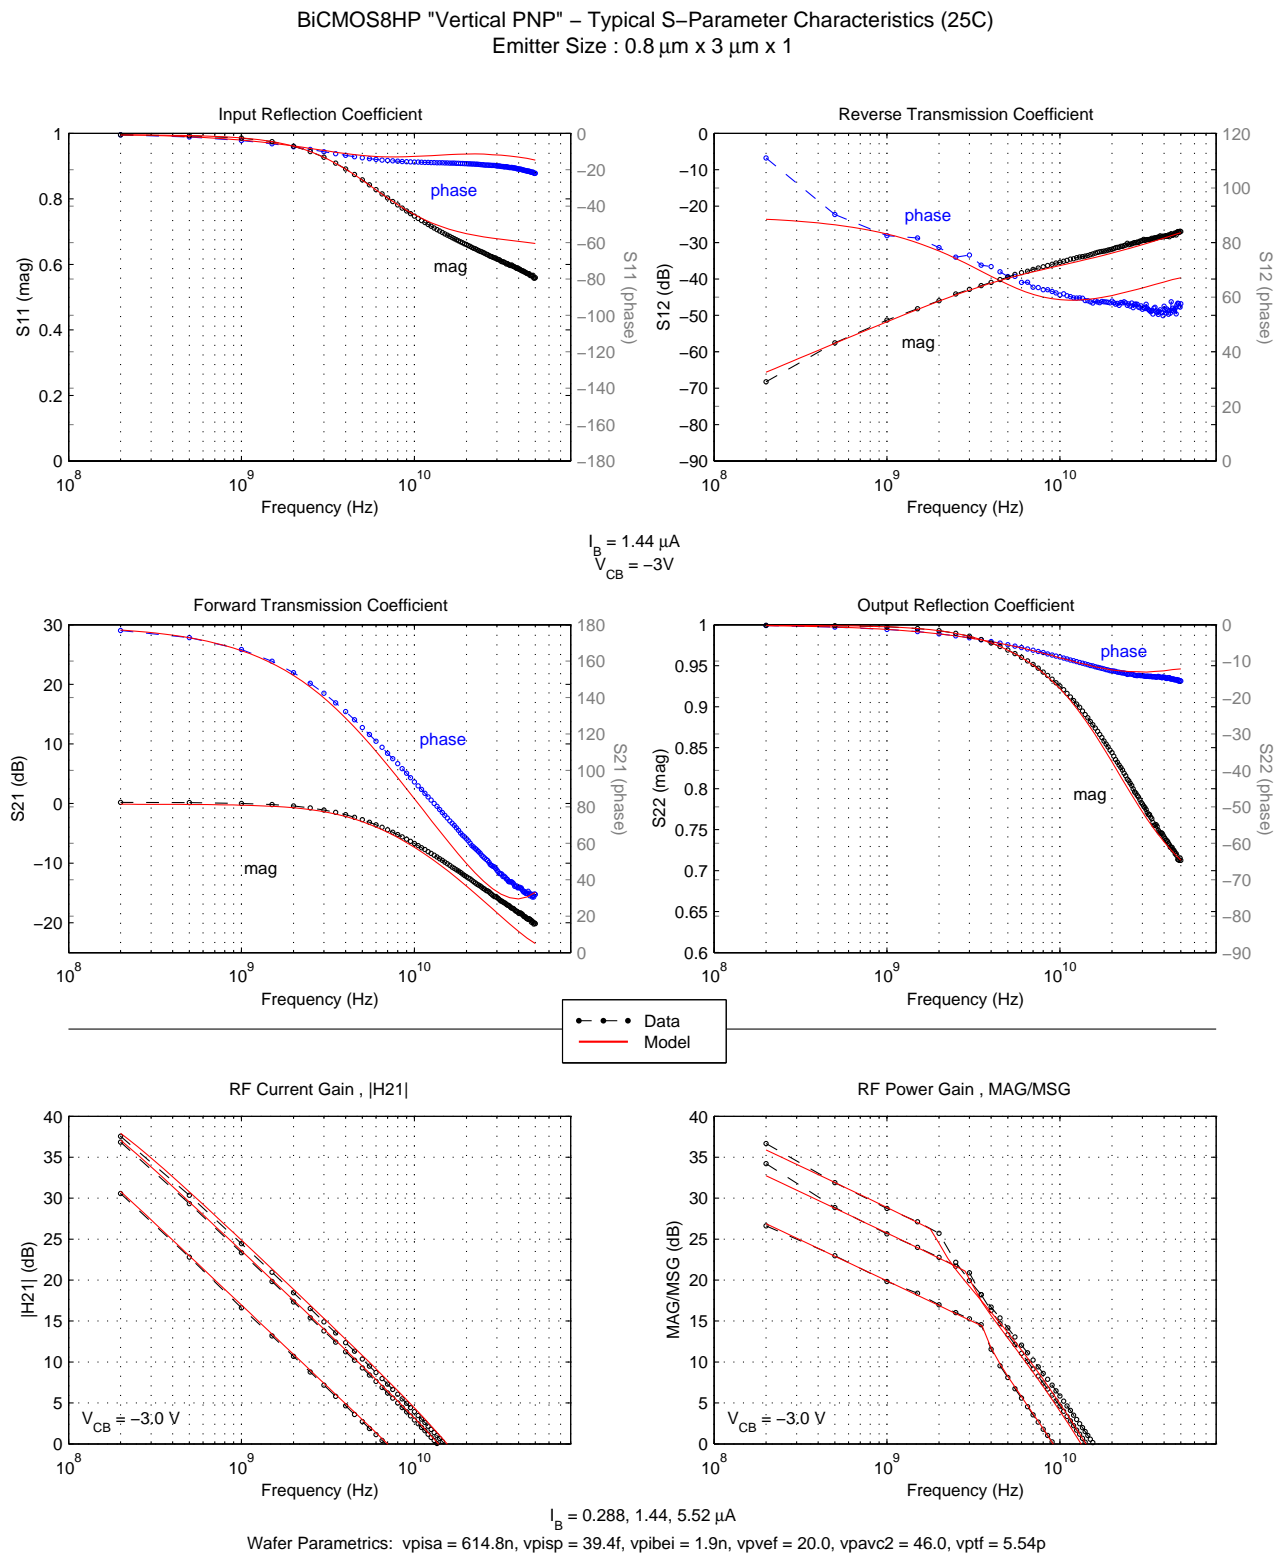 BiCMOS8HP "Vertical PNP" − Typical S−Parameter Characteristics (25C)
Emitter Size : 0.8 μm x 3 μm x 1
Input Reflection Coefficient
1
0.8
0.6
0.4
0.2
0
S11 (mag)
0
−20
−40
−60
−80
−100
−120
−140
−160
−180
S11 (phase)
phase
mag
10^8
10^9
10^10
Frequency (Hz)
Reverse Transmission Coefficient
0
−10
−20
−30
−40
−50
−60
−70
−80
−90
S12 (dB)
120
100
80
60
40
20
0
S12 (phase)
phase
mag
10^8
10^9
10^10
Frequency (Hz)
I_B = 1.44 μA
V_CB = −3V
Forward Transmission Coefficient
30
20
10
0
−10
−20
S21 (dB)
180
160
140
120
100
80
60
40
20
0
S21 (phase)
phase
mag
10^8
10^9
10^10
Frequency (Hz)
Output Reflection Coefficient
1
0.95
0.9
0.85
0.8
0.75
0.7
0.65
0.6
S22 (mag)
0
−10
−20
−30
−40
−50
−60
−70
−80
−90
S22 (phase)
phase
mag
10^8
10^9
10^10
Frequency (Hz)
Data
Model
RF Current Gain , |H21|
40
35
30
25
20
15
10
5
0
|H21| (dB)
V_CB = −3.0 V
10^8
10^9
10^10
Frequency (Hz)
RF Power Gain , MAG/MSG
40
35
30
25
20
15
10
5
0
MAG/MSG (dB)
V_CB = −3.0 V
10^8
10^9
10^10
Frequency (Hz)
I_B = 0.288, 1.44, 5.52 μA
Wafer Parametrics: vpisa = 614.8n, vpisp = 39.4f, vpibei = 1.9n, vpvef = 20.0, vpavc2 = 46.0, vptf = 5.54p